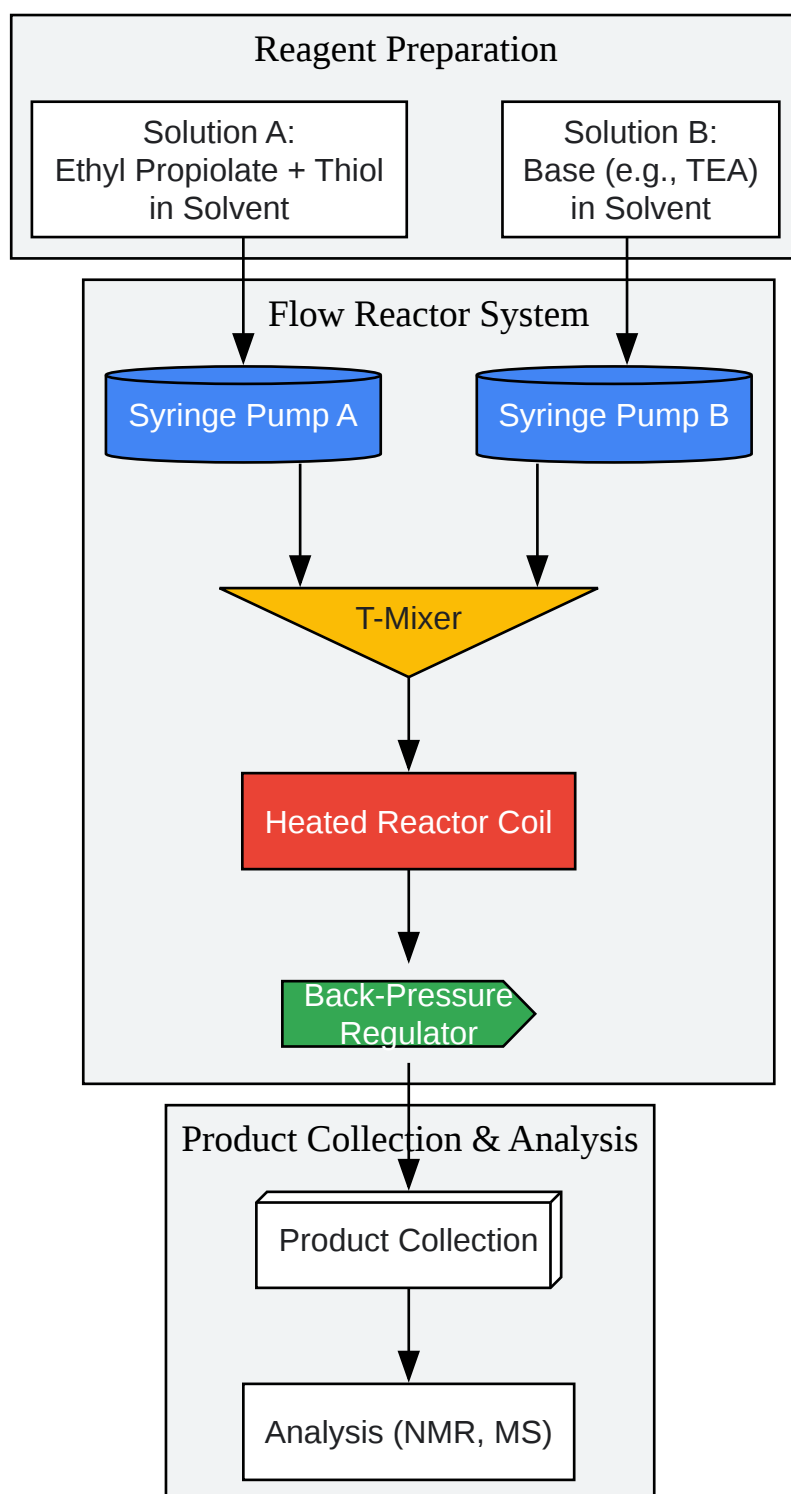 Reagent Preparation
Solution A:
Ethyl Propiolate + Thiol
in Solvent
Solution B:
Base (e.g., TEA)
in Solvent
Flow Reactor System
Syringe Pump A
Syringe Pump B
T-Mixer
Heated Reactor Coil
Back-Pressure
Regulator
Product Collection & Analysis
Product Collection
Analysis (NMR, MS)